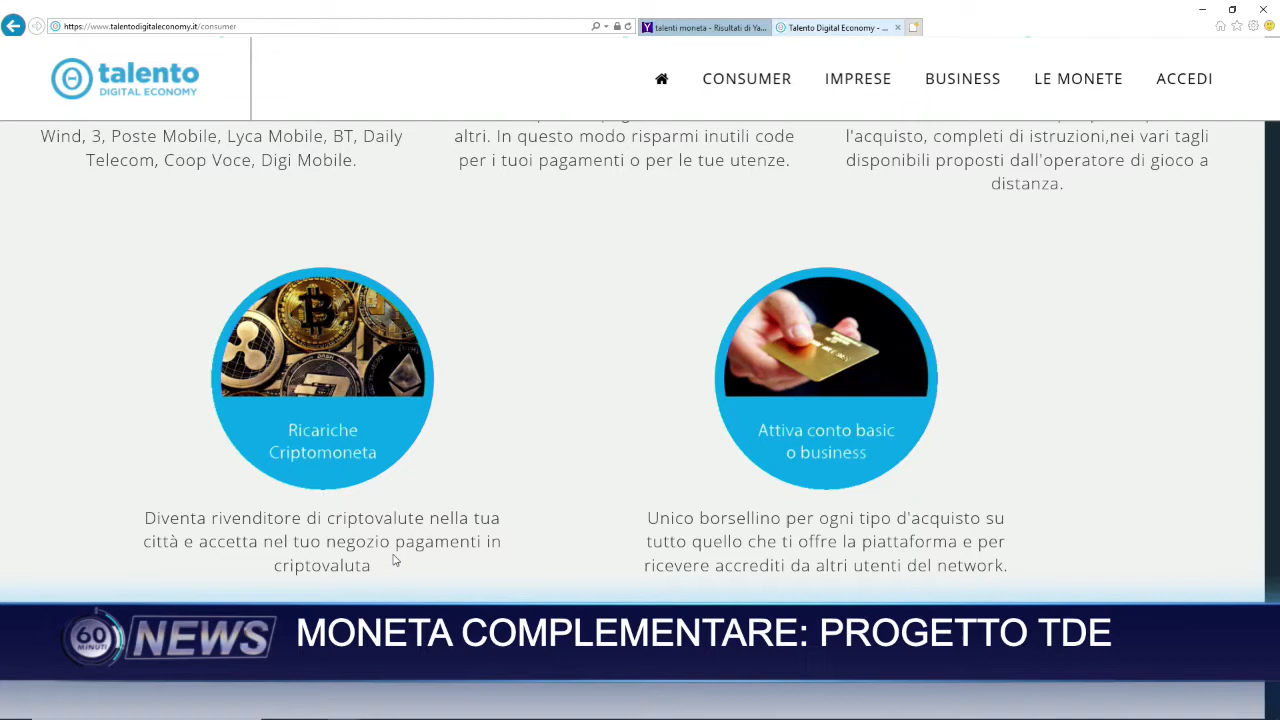 https://www.talentodigitaleconomy.it/consumer
talenti moneta - Risultati di Ya...
Talento Digital Economy - ...
talento
DIGITAL ECONOMY
CONSUMER
IMPRESE
BUSINESS
LE MONETE
ACCEDI
Wind, 3, Poste Mobile, Lyca Mobile, BT, Daily
Telecom, Coop Voce, Digi Mobile.
altri. In questo modo risparmi inutili code
per i tuoi pagamenti o per le tue utenze.
l'acquisto, completi di istruzioni,nei vari tagli
disponibili proposti dall'operatore di gioco a
distanza.
Ricariche
Criptomoneta
Diventa rivenditore di criptovalute nella tua
città e accetta nel tuo negozio pagamenti in
criptovaluta
Attiva conto basic
o business
Unico borsellino per ogni tipo d'acquisto su
tutto quello che ti offre la piattaforma e per
ricevere accrediti da altri utenti del network.
60
MINUTI
NEWS
MONETA COMPLEMENTARE: PROGETTO TDE